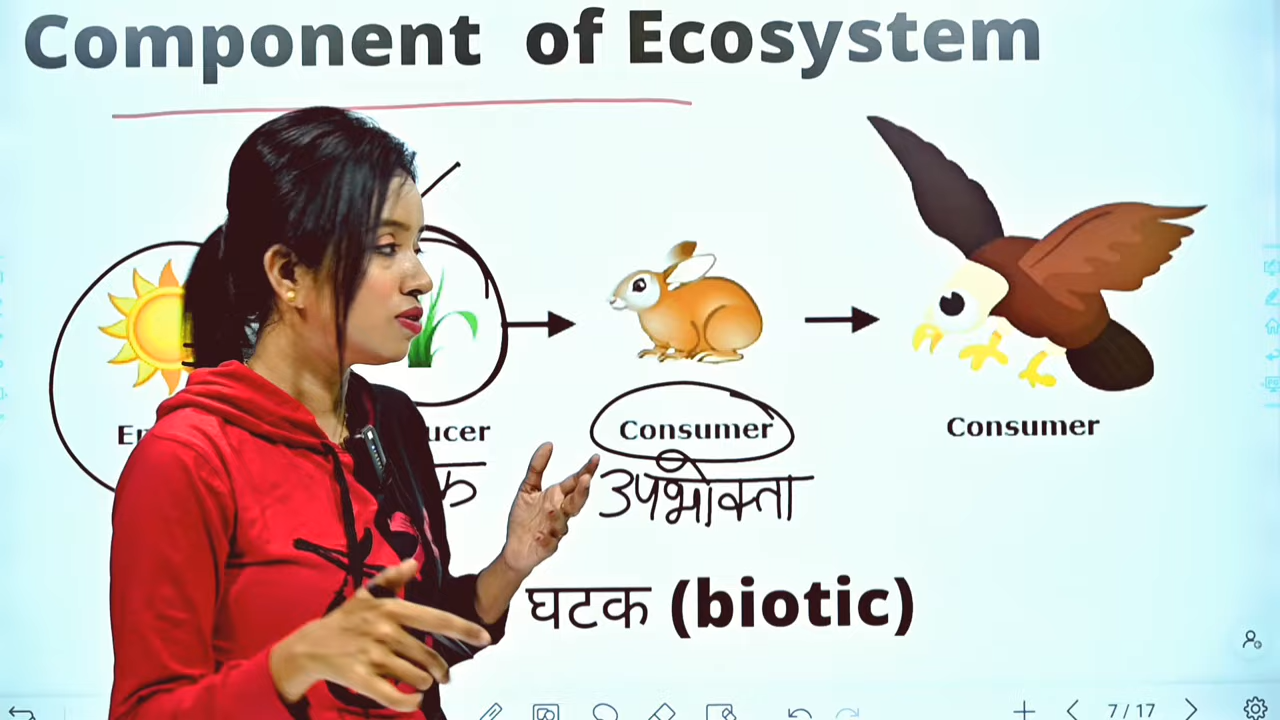 Component of Ecosystem
Consumer Consumer
उपभोक्ता
घटक (biotic)
7 / 17